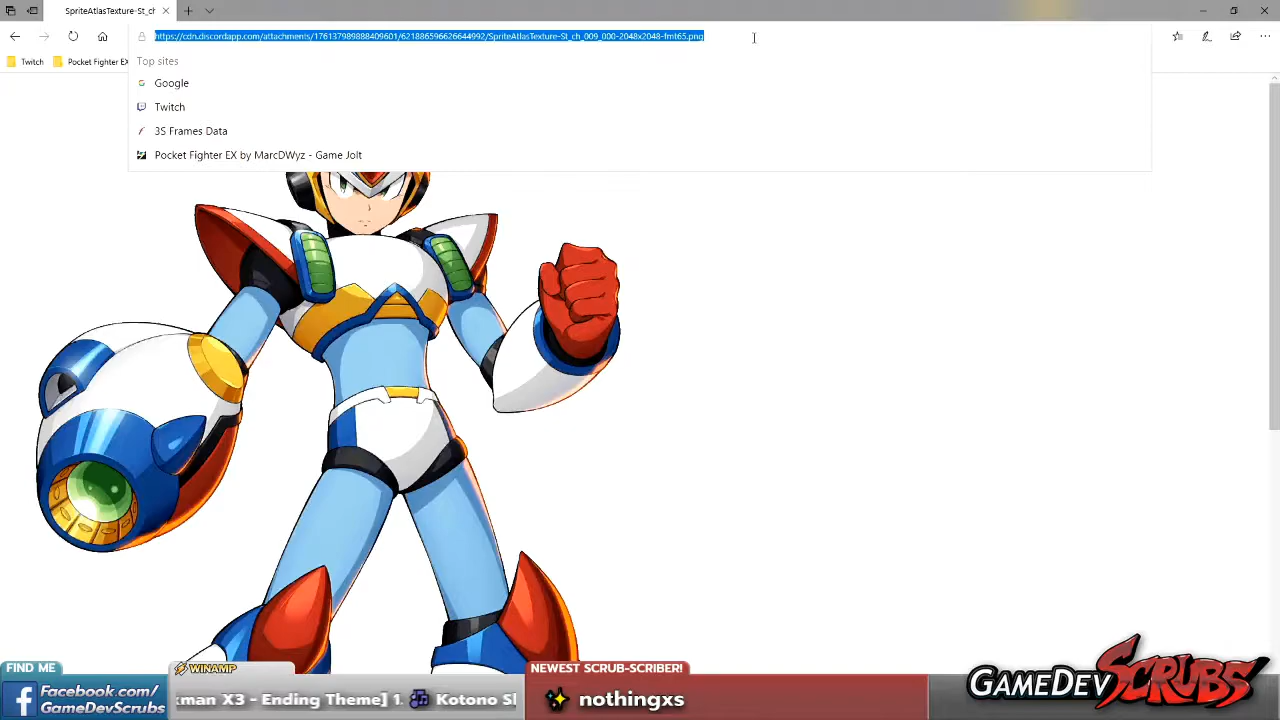 SpriteAtlasTexture-St_ch
https://cdn.discordapp.com/attachments/176137989888409601/621886596626644992/SpriteAtlasTexture-St_ch_009_000-2048x2048-fmt65.png
Twitch
Pocket Fighter EX
Top sites
Google
Twitch
3S Frames Data
Pocket Fighter EX by MarcDWyz - Game Jolt
FIND ME
Facebook.com/
GameDevScrubs
WINAMP
kman X3 - Ending Theme] 1.
Kotono S
NEWEST SCRUB-SCRIBER!
nothingxs
GAMEDEV SCRUBS